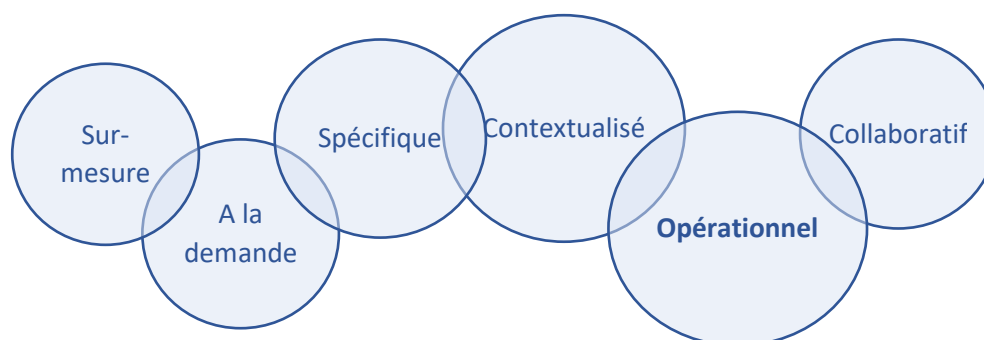 Sur-
mesure
A la
demande
Spécifique
Contextualisé
Opérationnel
Collaboratif